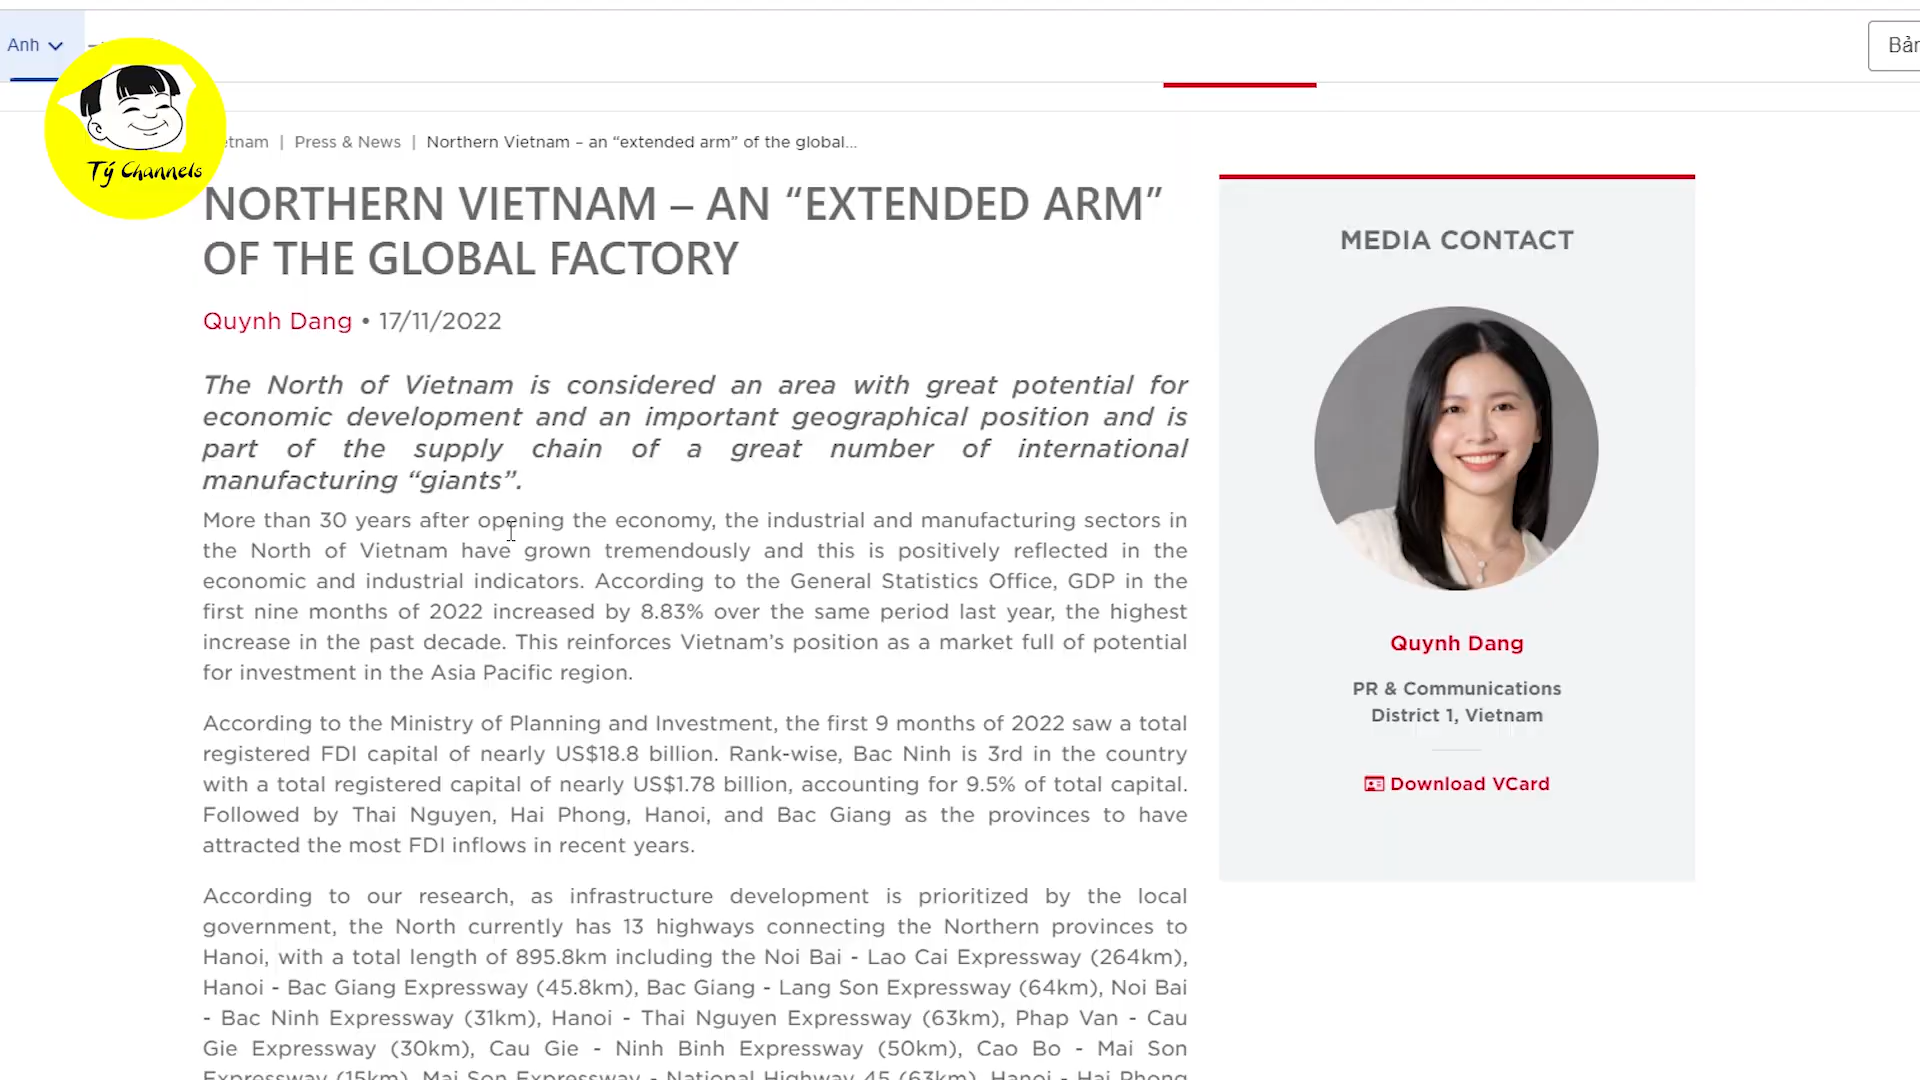 Anh
Bản
Tý Channels
etnam | Press & News | Northern Vietnam – an “extended arm” of the global...
NORTHERN VIETNAM – AN “EXTENDED ARM”
OF THE GLOBAL FACTORY
Quynh Dang • 17/11/2022
The North of Vietnam is considered an area with great potential for
economic development and an important geographical position and is
part of the supply chain of a great number of international
manufacturing “giants”.
More than 30 years after opening the economy, the industrial and manufacturing sectors in
the North of Vietnam have grown tremendously and this is positively reflected in the
economic and industrial indicators. According to the General Statistics Office, GDP in the
first nine months of 2022 increased by 8.83% over the same period last year, the highest
increase in the past decade. This reinforces Vietnam’s position as a market full of potential
for investment in the Asia Pacific region.
According to the Ministry of Planning and Investment, the first 9 months of 2022 saw a total
registered FDI capital of nearly US$18.8 billion. Rank-wise, Bac Ninh is 3rd in the country
with a total registered capital of nearly US$1.78 billion, accounting for 9.5% of total capital.
Followed by Thai Nguyen, Hai Phong, Hanoi, and Bac Giang as the provinces to have
attracted the most FDI inflows in recent years.
According to our research, as infrastructure development is prioritized by the local
government, the North currently has 13 highways connecting the Northern provinces to
Hanoi, with a total length of 895.8km including the Noi Bai - Lao Cai Expressway (264km),
Hanoi - Bac Giang Expressway (45.8km), Bac Giang - Lang Son Expressway (64km), Noi Bai
- Bac Ninh Expressway (31km), Hanoi - Thai Nguyen Expressway (63km), Phap Van - Cau
Gie Expressway (30km), Cau Gie - Ninh Binh Expressway (50km), Cao Bo - Mai Son
Expressway (15km), Mai Son Expressway - National Highway 45 (63km), Hanoi - Hai Phong
MEDIA CONTACT
Quynh Dang
PR & Communications
District 1, Vietnam
Download VCard